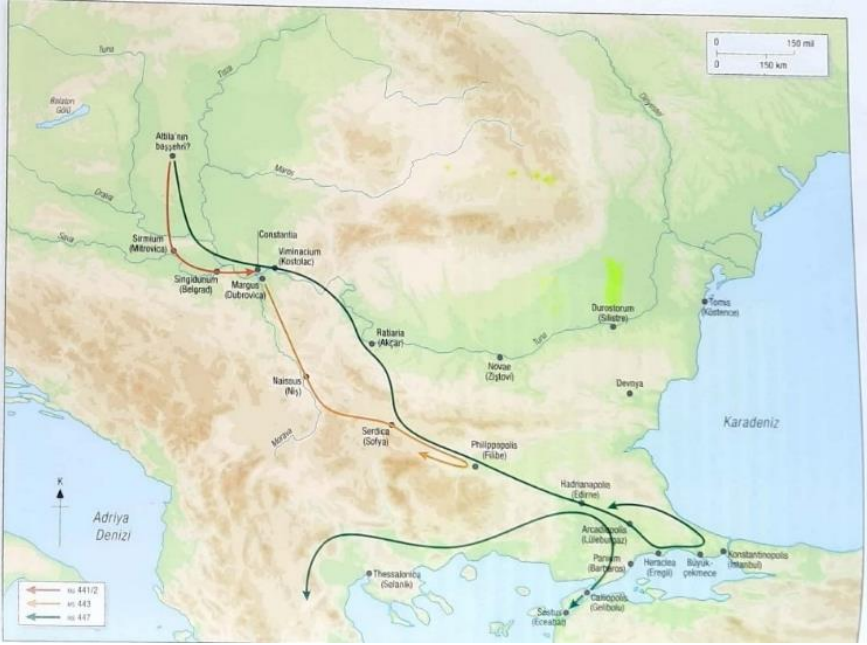 0 150 mil
0 150 km
Tuna
Tisza
Balaton
Gölü
Dinyester
Attila'nın
başşehri?
Maros
Drava
Sava
Constantia
Sirmium
(Mitrovica)
Viminacium
(Kostolac)
Singidunum
(Belgrad)
Margus
(Dubrovica)
Durostorum
(Silistre)
Tomis
(Köstence)
Ratiaria
(Akçar)
Tuna
Novae
(Ziştovi)
Naissus
(Niş)
Devnya
Karadeniz
Serdica
(Sofya)
Morava
Philippopolis
(Filibe)
K
Hadrianapolis
(Edirne)
Adriya
Denizi
Arcadiopolis
(Lüleburgaz)
Panium
(Barbaros)
Heraclea
(Ereğli)
Büyük-
çekmece
Konstantinopolis
(İstanbul)
Thessalonica
(Selanik)
Callipolis
(Gelibolu)
Sestus
(Eceabat)
MS 441/2
MS 443
MS 447